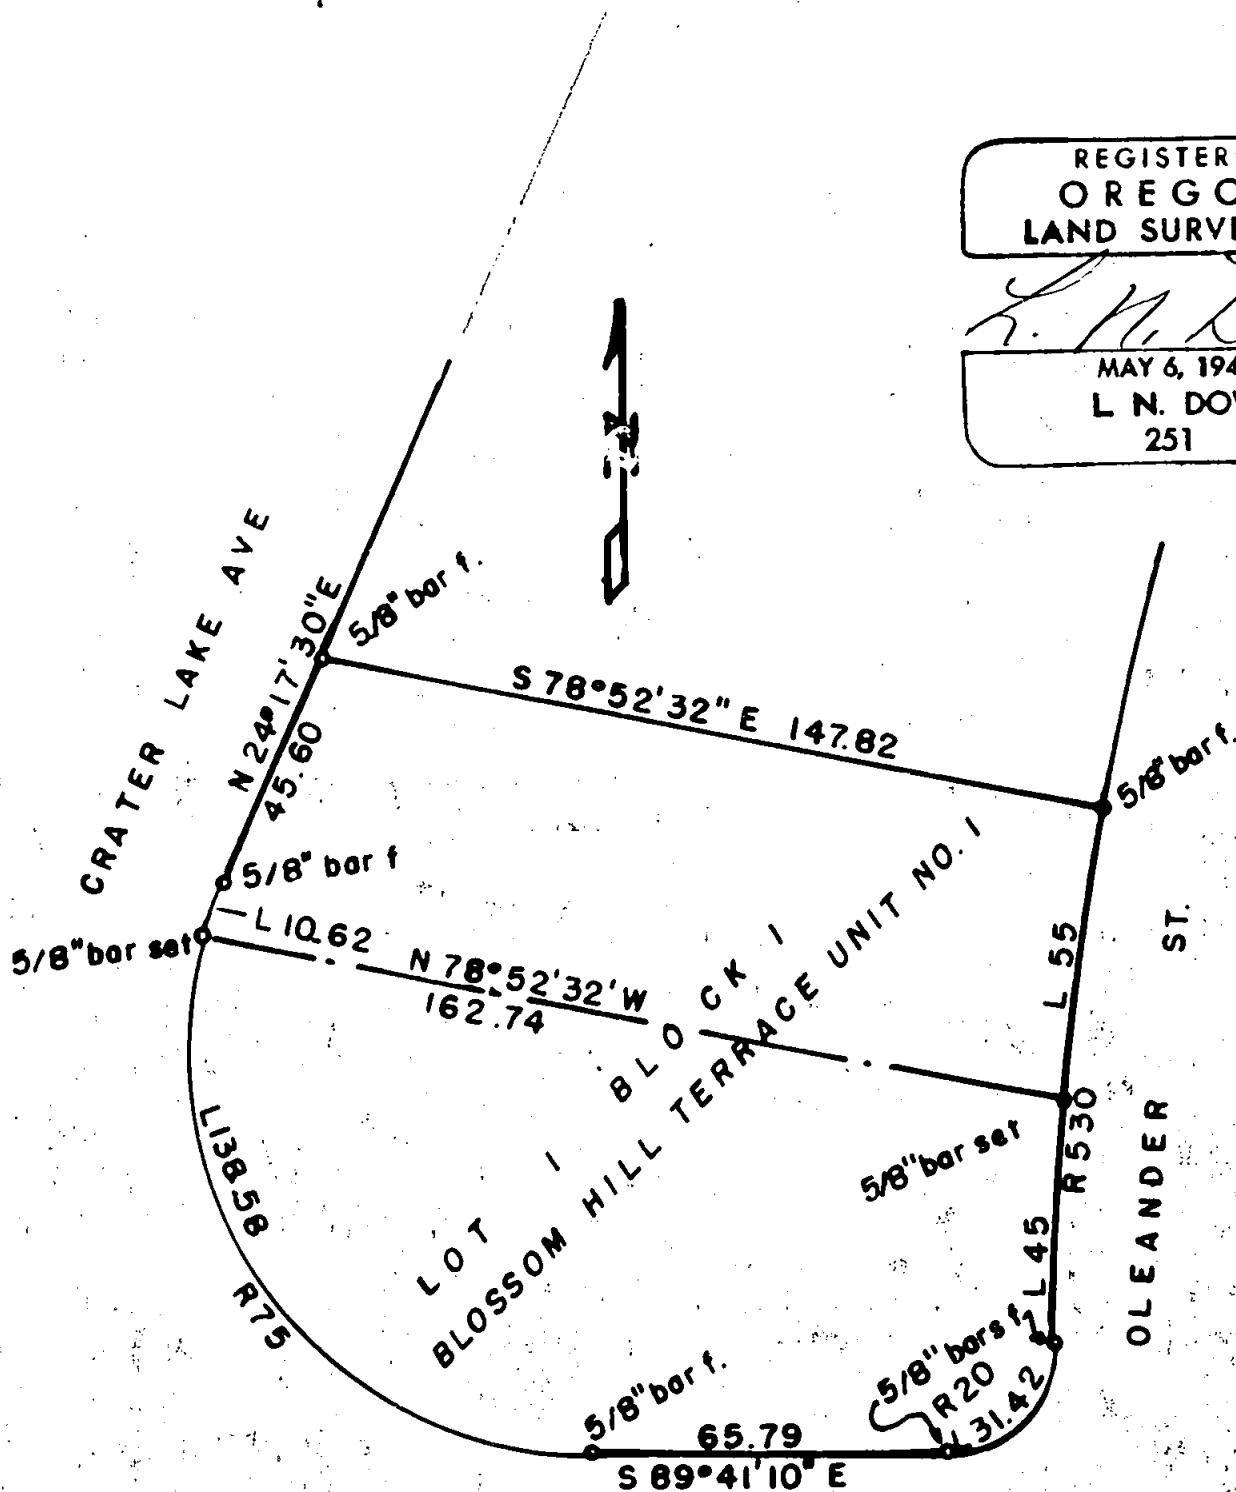 REGISTER
OREGO
LAND SURV
L. N. D
MAY 6, 194
L N. DO
251
N
CRATER LAKE AVE
N 24°17'30"E
45.60
5/8" bar f.
S 78°52'32" E 147.82
5/8" bar f.
5/8" bar f
L 10.62
5/8" bar set
N 78°52'32'W
162.74
L 55
ST.
OLEANDER
5/8" bar set
R 530
L 45
LOT 1 BLOCK 1
BLOSSOM HILL TERRACE UNIT NO. 1
L138.58
R75
5/8" bar f.
5/8" bars f.
R 20
L 31.42
65.79
S 89°41'10" E